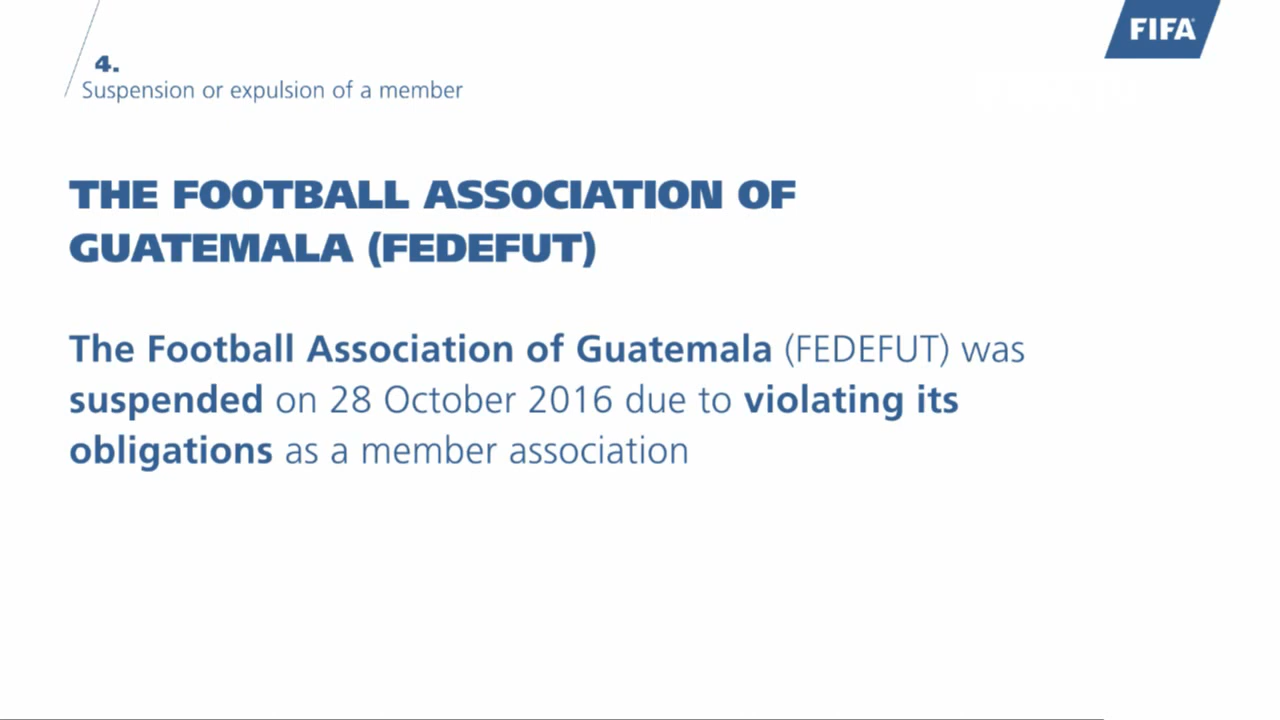 FIFA
4.
Suspension or expulsion of a member
THE FOOTBALL ASSOCIATION OF
GUATEMALA (FEDEFUT)
The Football Association of Guatemala (FEDEFUT) was
suspended on 28 October 2016 due to violating its
obligations as a member association